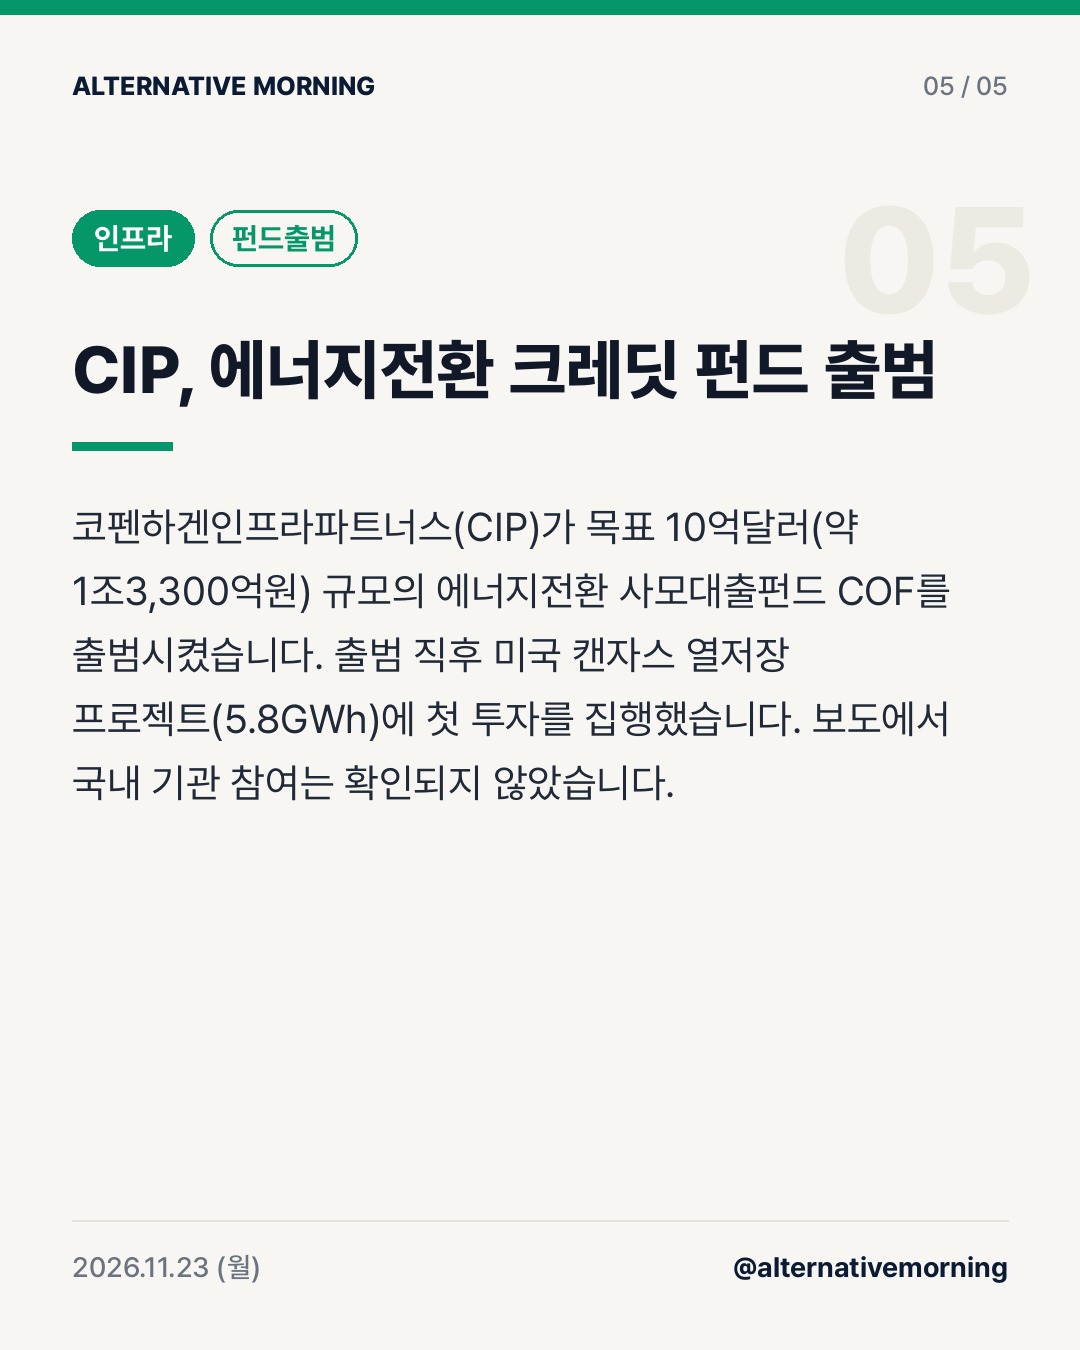 ALTERNATIVE MORNING
05 / 05
인프라
펀드출범
05
CIP, 에너지전환 크레딧 펀드 출범
코펜하겐인프라파트너스(CIP)가 목표 10억달러(약
1조3,300억원) 규모의 에너지전환 사모대출펀드 COF를
출범시켰습니다. 출범 직후 미국 캔자스 열저장
프로젝트(5.8GWh)에 첫 투자를 집행했습니다. 보도에서
국내 기관 참여는 확인되지 않았습니다.
2026.11.23 (월)
@alternativemorning